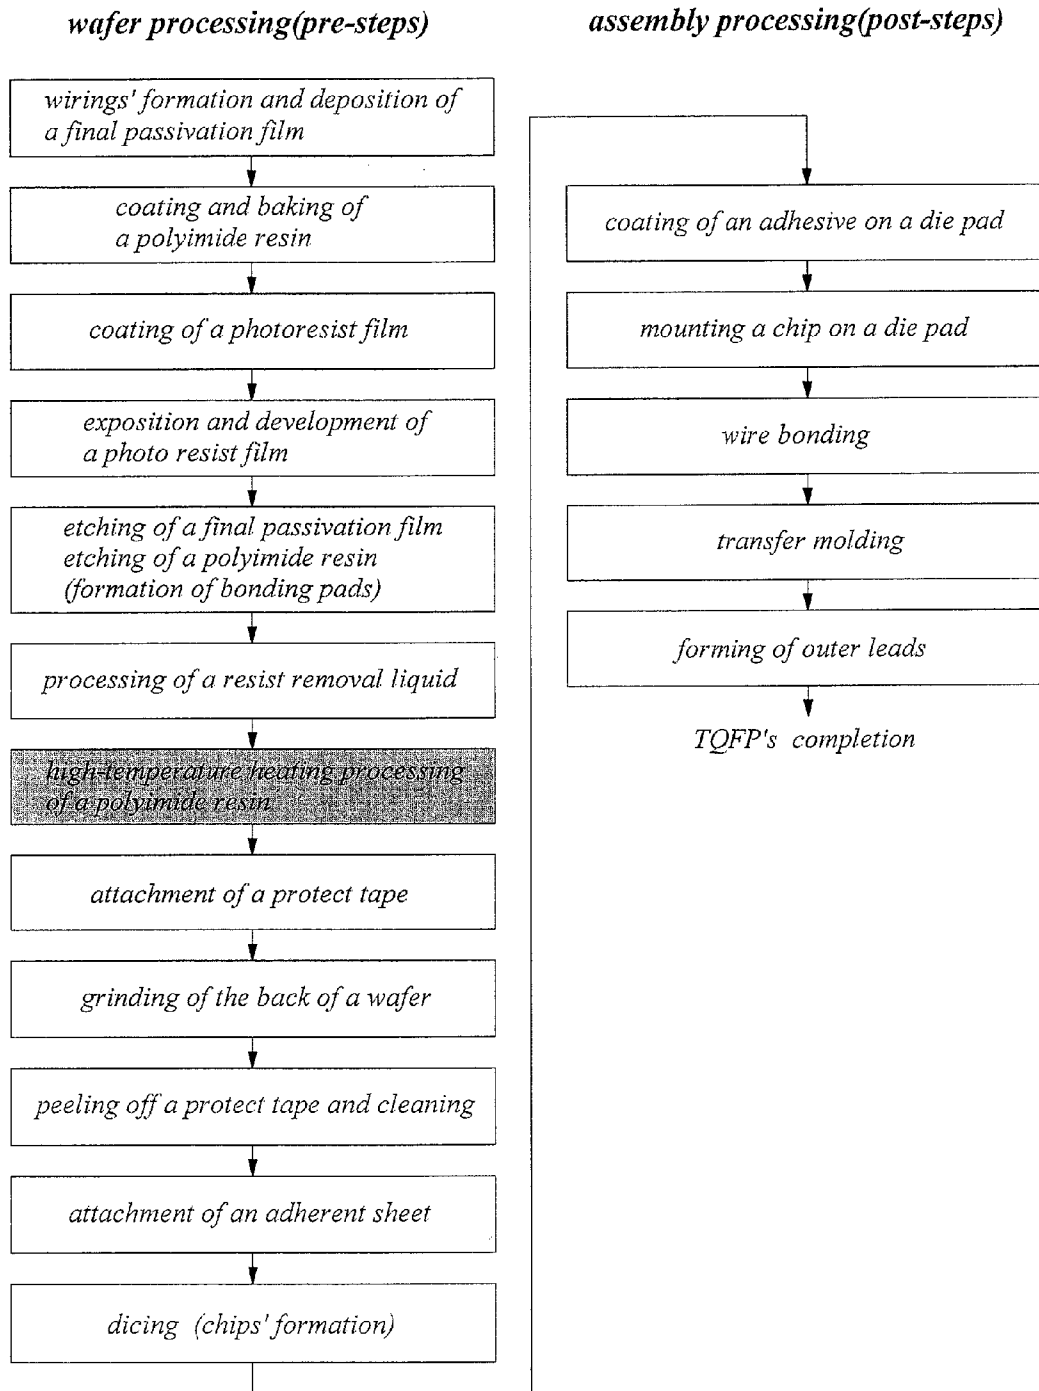 wafer processing(pre-steps)
wirings' formation and deposition of
a final passivation film
coating and baking of
a polyimide resin
coating of a photoresist film
exposition and development of
a photo resist film
etching of a final passivation film
etching of a polyimide resin
(formation of bonding pads)
processing of a resist removal liquid
high-temperature heating processing
of a polyimide resin
attachment of a protect tape
grinding of the back of a wafer
peeling off a protect tape and cleaning
attachment of an adherent sheet
dicing (chips' formation)
assembly processing(post-steps)
coating of an adhesive on a die pad
mounting a chip on a die pad
wire bonding
transfer molding
forming of outer leads
TQFP's completion